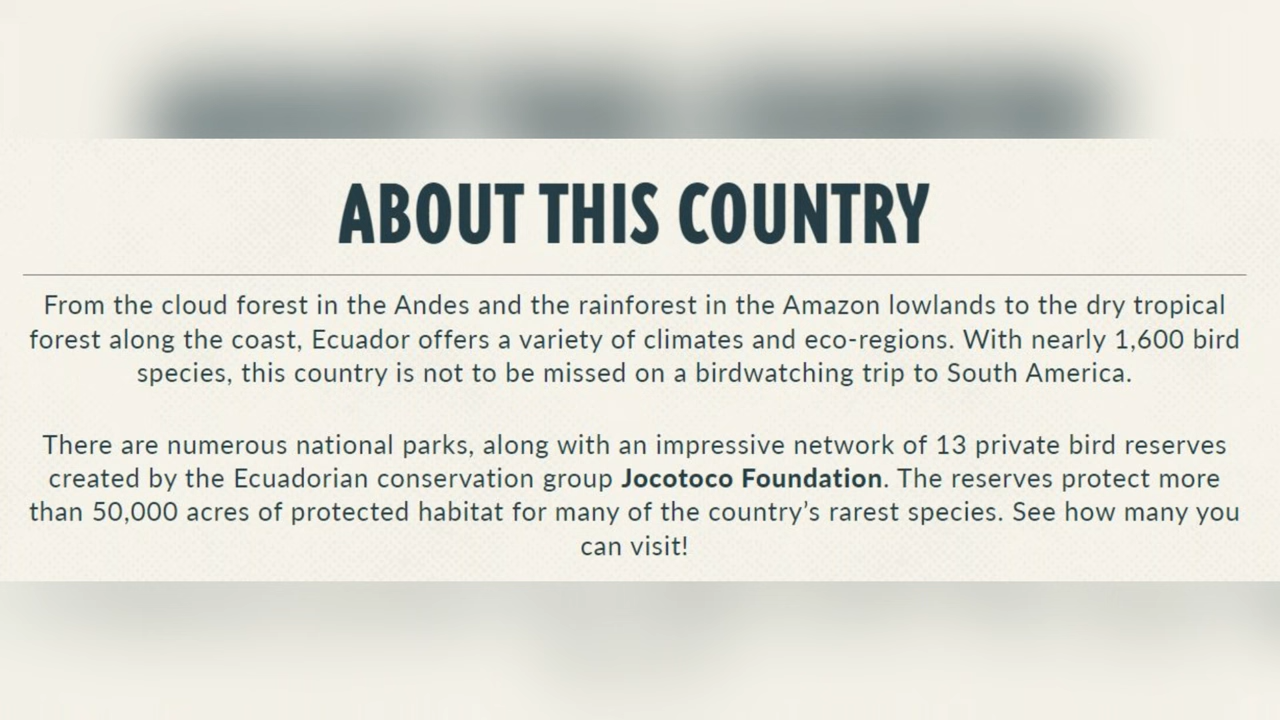 ABOUT THIS COUNTRY
From the cloud forest in the Andes and the rainforest in the Amazon lowlands to the dry tropical
forest along the coast, Ecuador offers a variety of climates and eco-regions. With nearly 1,600 bird
species, this country is not to be missed on a birdwatching trip to South America.
There are numerous national parks, along with an impressive network of 13 private bird reserves
created by the Ecuadorian conservation group Jocotoco Foundation. The reserves protect more
than 50,000 acres of protected habitat for many of the country’s rarest species. See how many you
can visit!